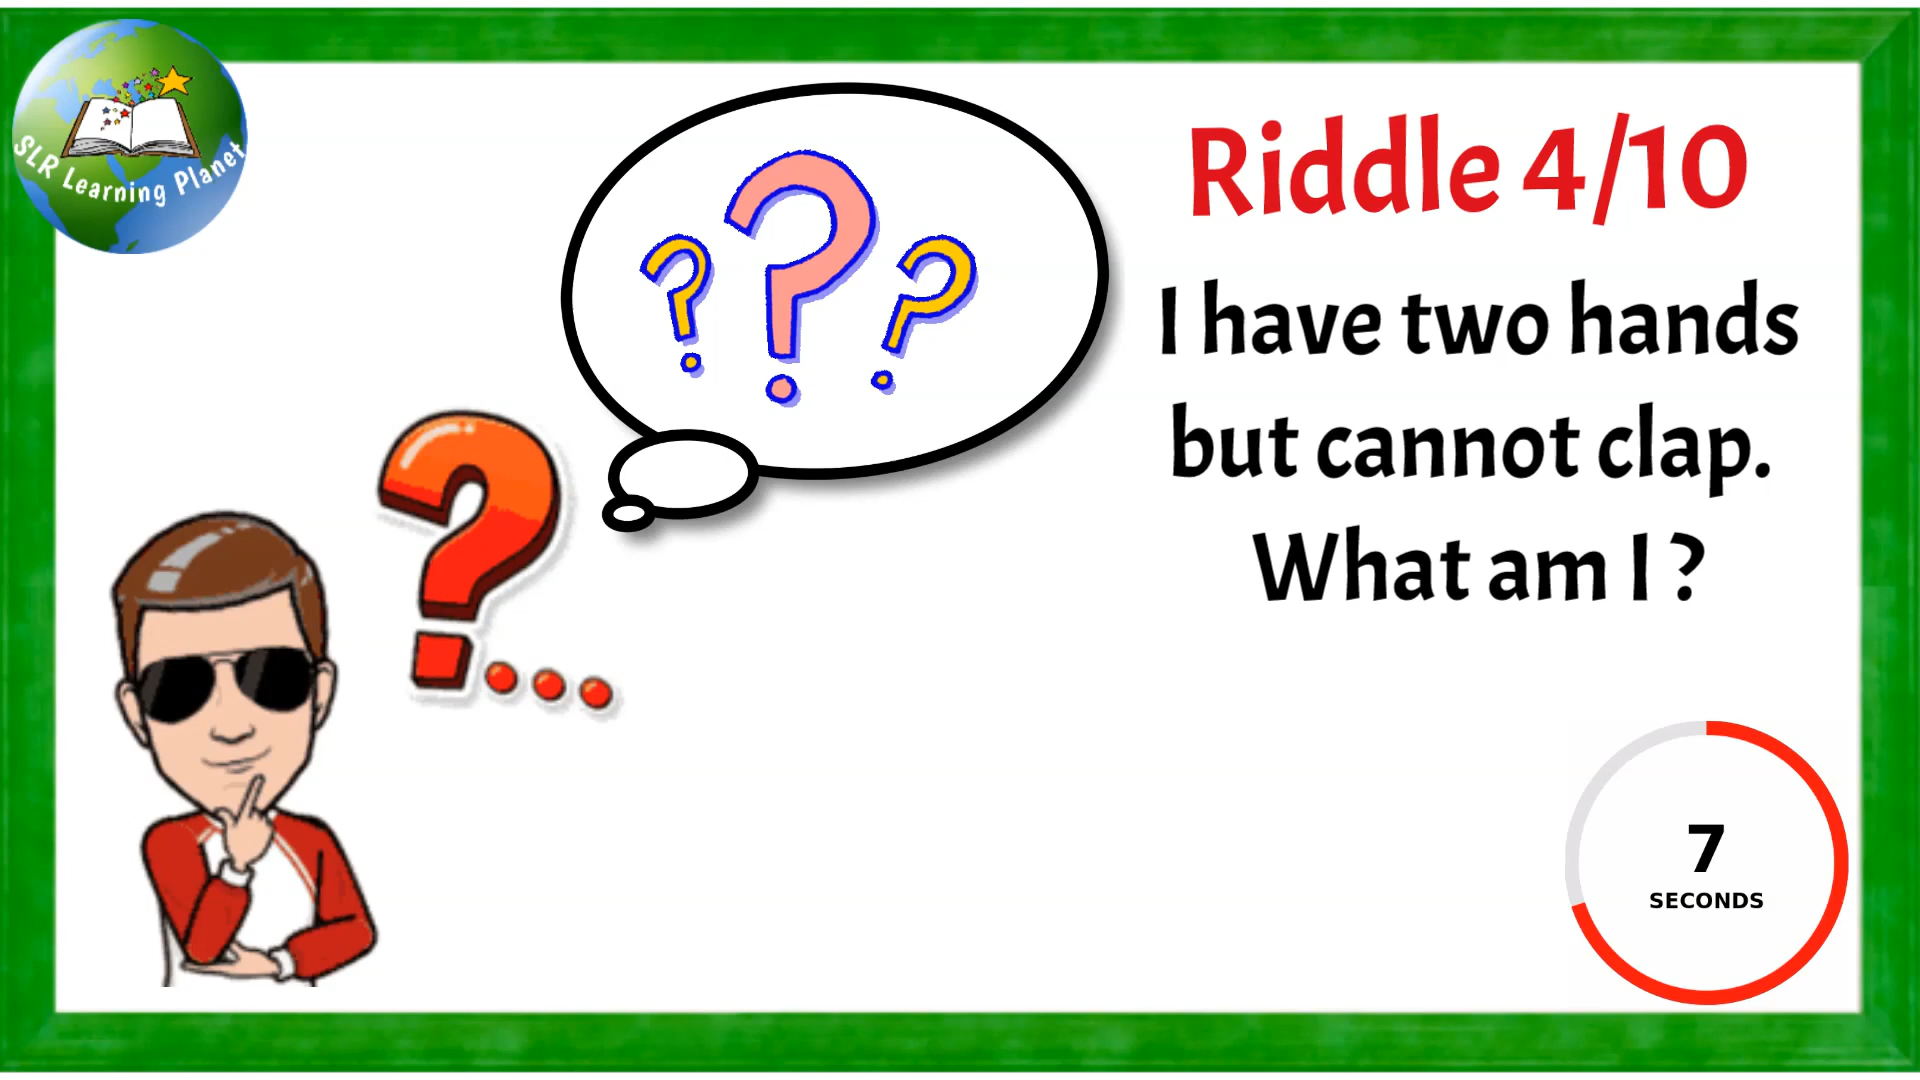 SLR Learning Planet
Riddle 4/10
I have two hands
but cannot clap.
What am I ?
? ? ?
?...
7
SECONDS